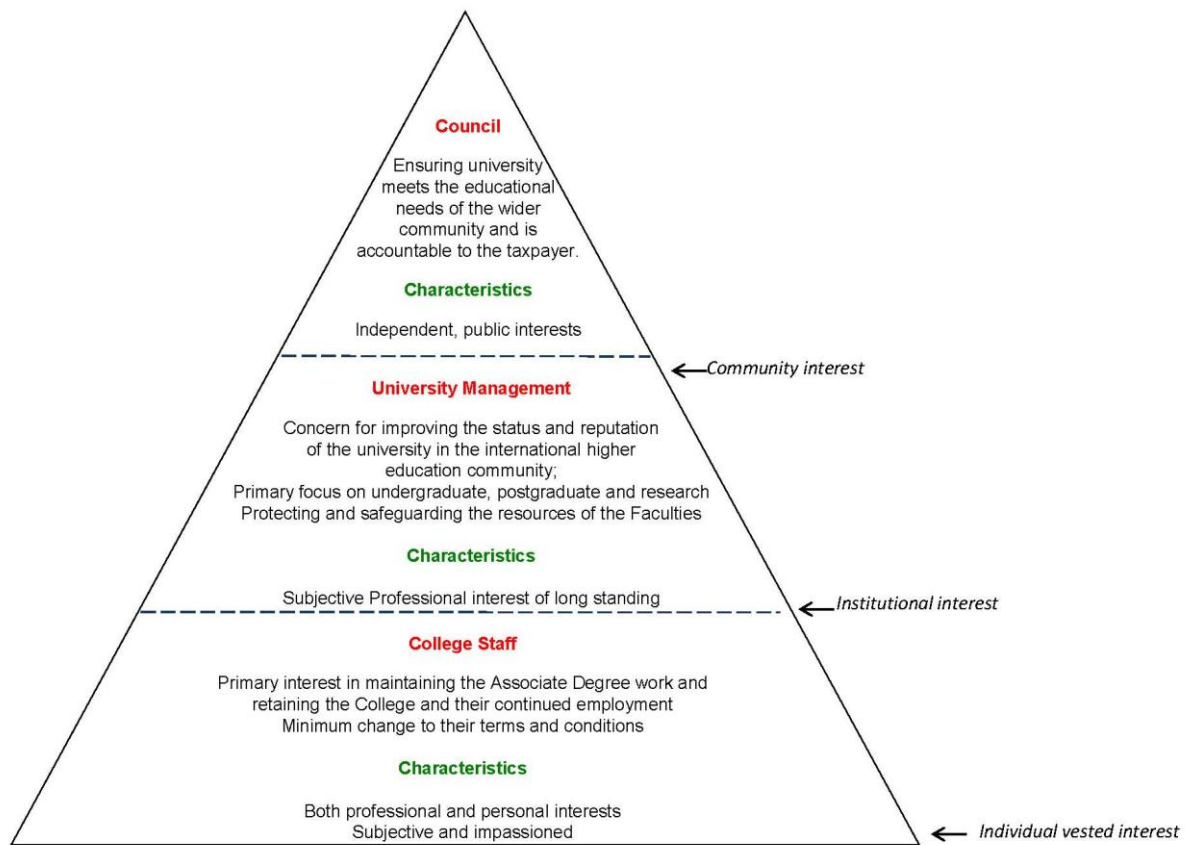 Council
Ensuring university
meets the educational
needs of the wider
community and is
accountable to the taxpayer.
Characteristics
Independent, public interests
Community interest
University Management
Concern for improving the status and reputation
of the university in the international higher
education community;
Primary focus on undergraduate, postgraduate and research
Protecting and safeguarding the resources of the Faculties
Characteristics
Subjective Professional interest of long standing
Institutional interest
College Staff
Primary interest in maintaining the Associate Degree work and
retaining the College and their continued employment
Minimum change to their terms and conditions
Characteristics
Both professional and personal interests
Subjective and impassioned
Individual vested interest